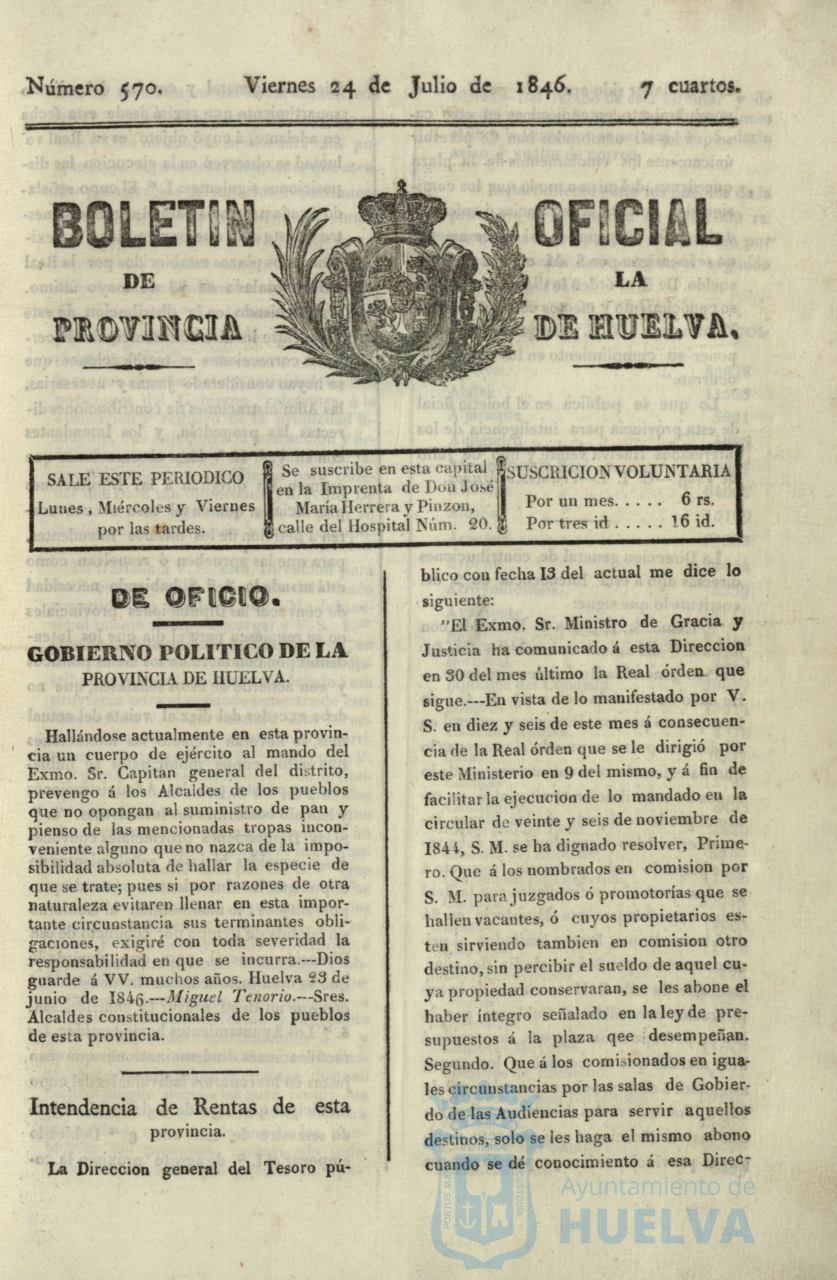 Número 570. Viernes 24 de Julio de 1846. 7 cuartos.
BOLETIN OFICIAL
DE LA
PROVINCIA DE HUELVA.
SALE ESTE PERIODICO
Lunes, Miércoles y Viernes
por las tardes.
Se suscribe en esta capital
en la Imprenta de Don José
María Herrera y Pinzon,
calle del Hospital Núm. 20.
SUSCRICION VOLUNTARIA
Por un mes. . . . . 6 rs.
Por tres id . . . . . 16 id.
DE OFICIO.
GOBIERNO POLITICO DE LA
PROVINCIA DE HUELVA.
Hallándose actualmente en esta provin-
cia un cuerpo de ejército al mando del
Exmo. Sr. Capitan general del distrito,
prevengo á los Alcaldes de los pueblos
que no opongan al suministro de pan y
pienso de las mencionadas tropas incon-
veniente alguno que no nazca de la impo-
sibilidad absoluta de hallar la especie de
que se trate; pues si por razones de otra
naturaleza evitaren llenar en esta impor-
tante circunstancia sus terminantes obli-
gaciones, exigiré con toda severidad la
responsabilidad en que se incurra.---Dios
guarde á VV. muchos años. Huelva 23 de
junio de 1846.---Miguel Tenorio.---Sres.
Alcaldes constitucionales de los pueblos
de esta provincia.
Intendencia de Rentas de esta
provincia.
La Direccion general del Tesoro pú-
blico con fecha 13 del actual me dice lo
siguiente:
"El Exmo. Sr. Ministro de Gracia y
Justicia ha comunicado á esta Direccion
en 30 del mes último la Real órden que
sigue.---En vista de lo manifestado por V.
S. en diez y seis de este mes á consecuen-
cia de la Real órden que se le dirigió por
este Ministerio en 9 del mismo, y á fin de
facilitar la ejecucion de lo mandado en la
circular de veinte y seis de noviembre de
1844, S. M. se ha dignado resolver, Prime-
ro. Que á los nombrados en comision por
S. M. para juzgados ó promotorías que se
hallen vacantes, ó cuyos propietarios es-
ten sirviendo tambien en comision otro
destino, sin percibir el sueldo de aquel cu-
ya propiedad conservaran, se les abone el
haber íntegro señalado en la ley de pre-
supuestos á la plaza qee desempeñan.
Segundo. Que á los comisionados en igua-
les circunstancias por las salas de Gobier-
do de las Audiencias para servir aquellos
destinos, solo se les haga el mismo abono
cuando se dé conocimiento á esa Direc-
Ayuntamiento de
HUELVA